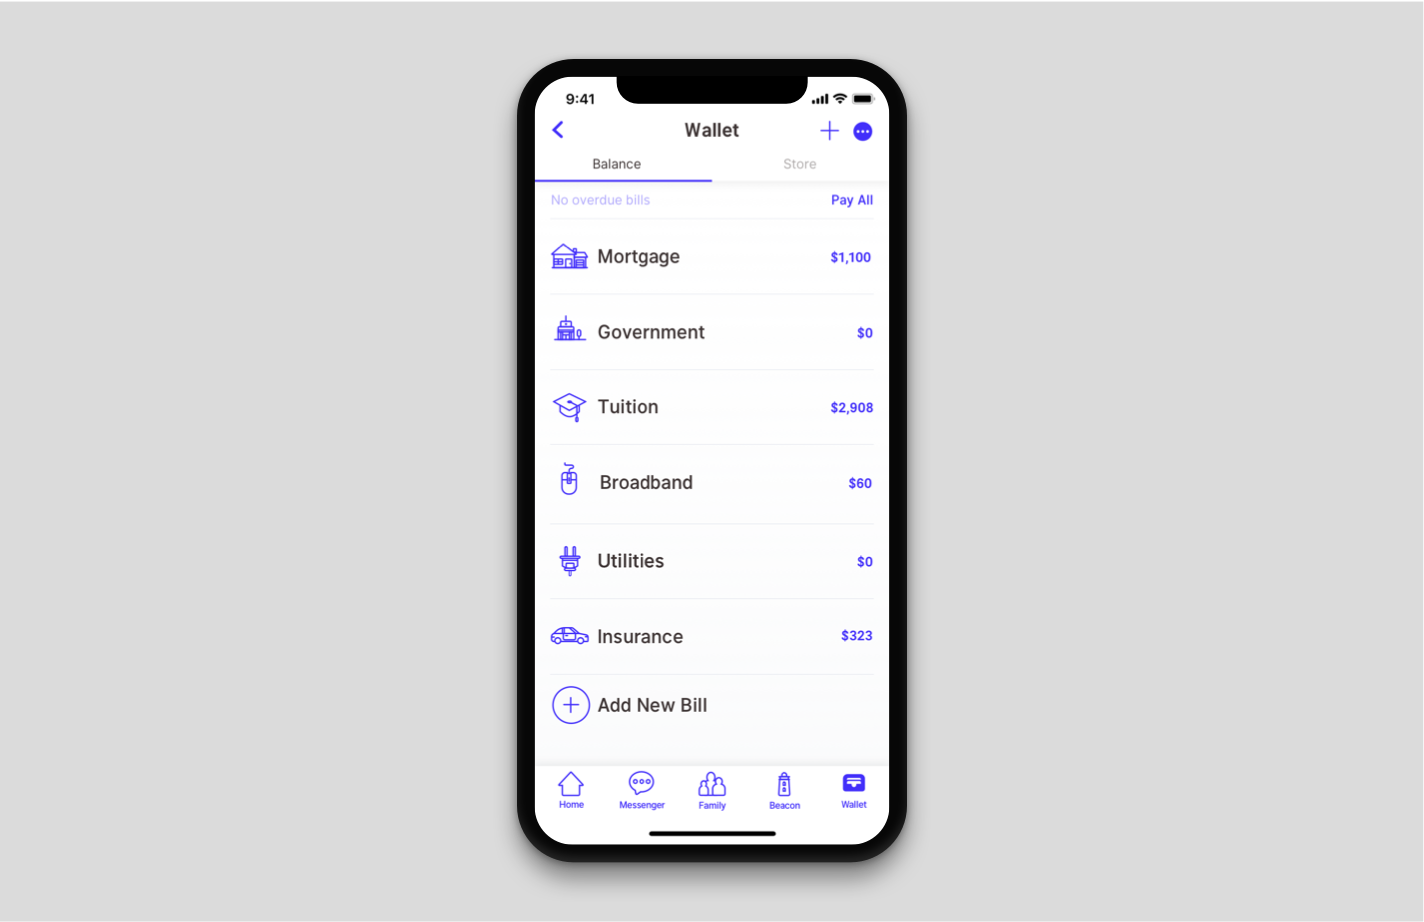 9:41
Wallet
Balance Store
No overdue bills Pay All
Mortgage $1,100
Government $0
Tuition $2,908
Broadband $60
Utilities $0
Insurance $323
Add New Bill
Home Messenger Family Beacon Wallet